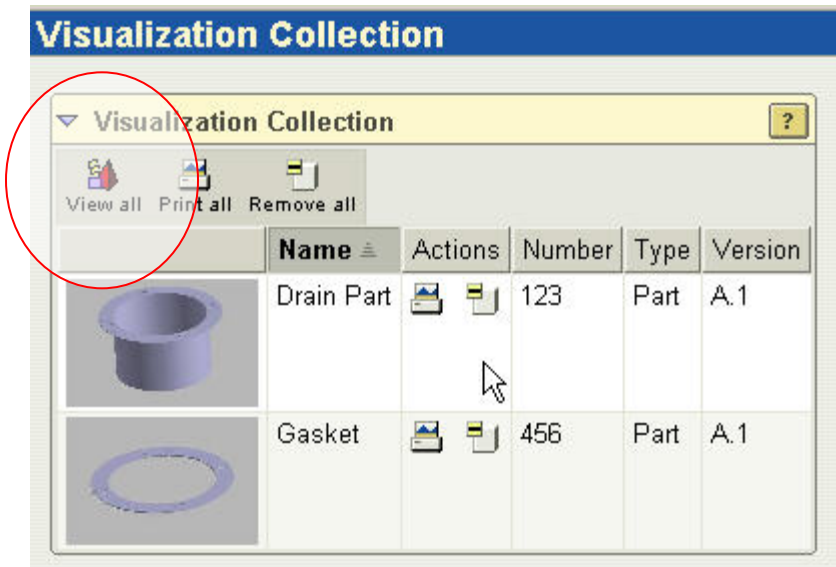 Visualization Collection
Visualization Collection ?
View all Print all Remove all
Name Actions Number Type Version
Drain Part 123 Part A.1
Gasket 456 Part A.1